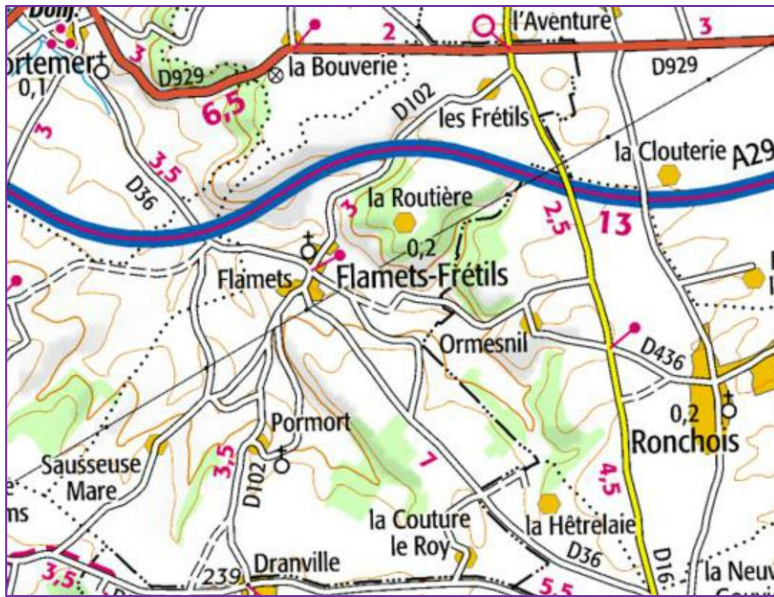 Donj.
l'Aventure
2
3
ortemer
0,1
3
D929
la Bouverie
D929
6,5
D102
les Frétils
3
3,5
la Clouterie
A29
D36
la Routière
3
2,5
13
0,2
Flamets
Flamets-Frétils
Ormesnil
D436
Pormort
0,2
Ronchois
Sausseuse
Mare
3,5
D102
7
4,5
ms
la Couture
le Roy
la Hêtrelaie
D36
D16
la Neuv
Dranville
239
3,5
5,5